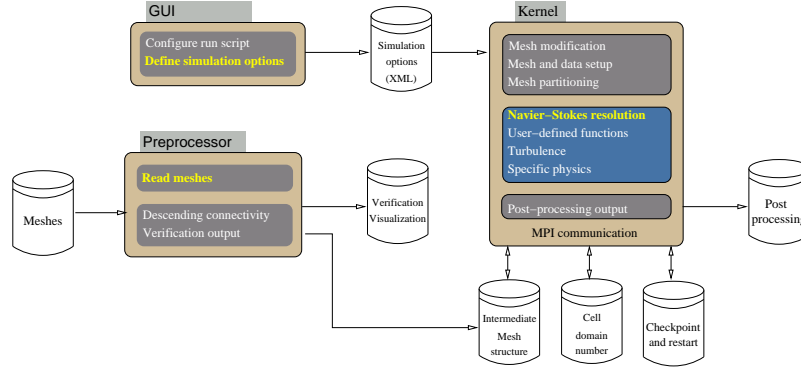 GUI
Configure run script
Define simulation options
Simulation
options
(XML)
Kernel
Mesh modification
Mesh and data setup
Mesh partitioning
Navier−Stokes resolution
User−defined functions
Turbulence
Specific physics
Post−processing output
MPI communication
Preprocessor
Read meshes
Descending connectivity
Verification output
Meshes
Verification
Visualization
Post
processing
Intermediate
Mesh
structure
Cell
domain
number
Checkpoint
and restart